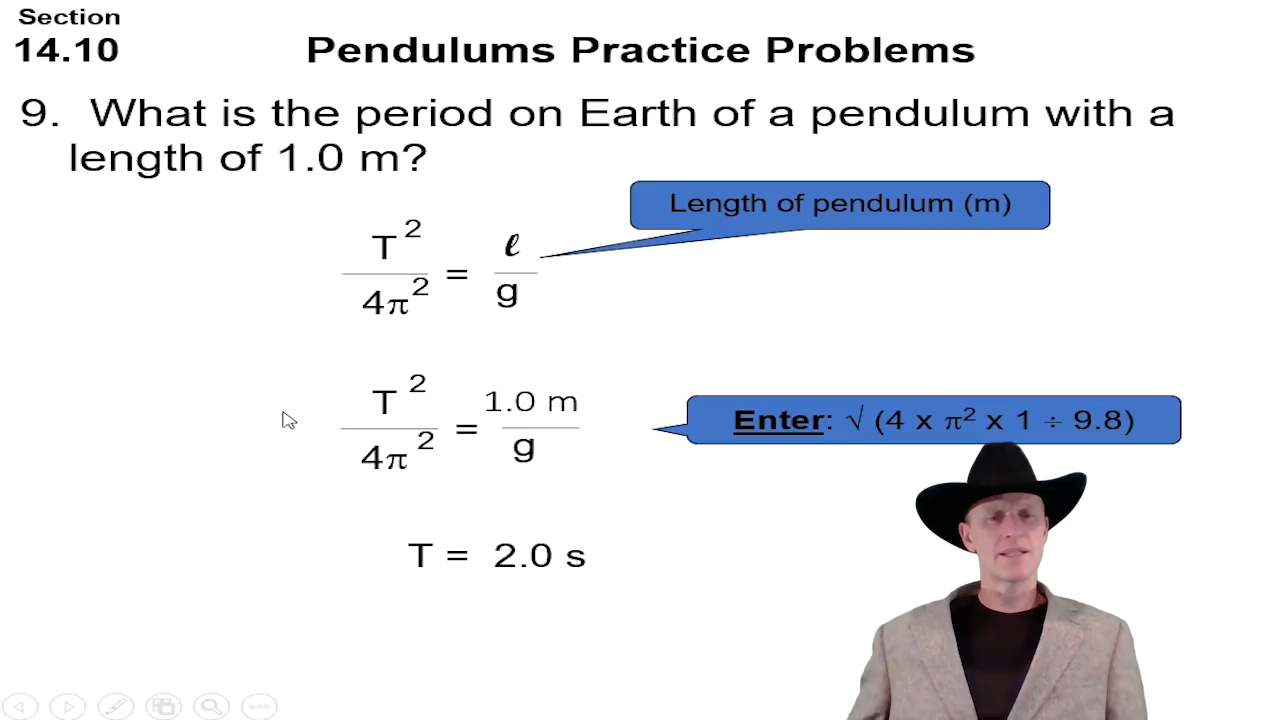 Section
14.10
Pendulums Practice Problems
9. What is the period on Earth of a pendulum with a
length of 1.0 m?
Length of pendulum (m)
T² / 4π² = ℓ / g
T² / 4π² = 1.0 m / g
Enter: √ (4 x π² x 1 ÷ 9.8)
T = 2.0 s